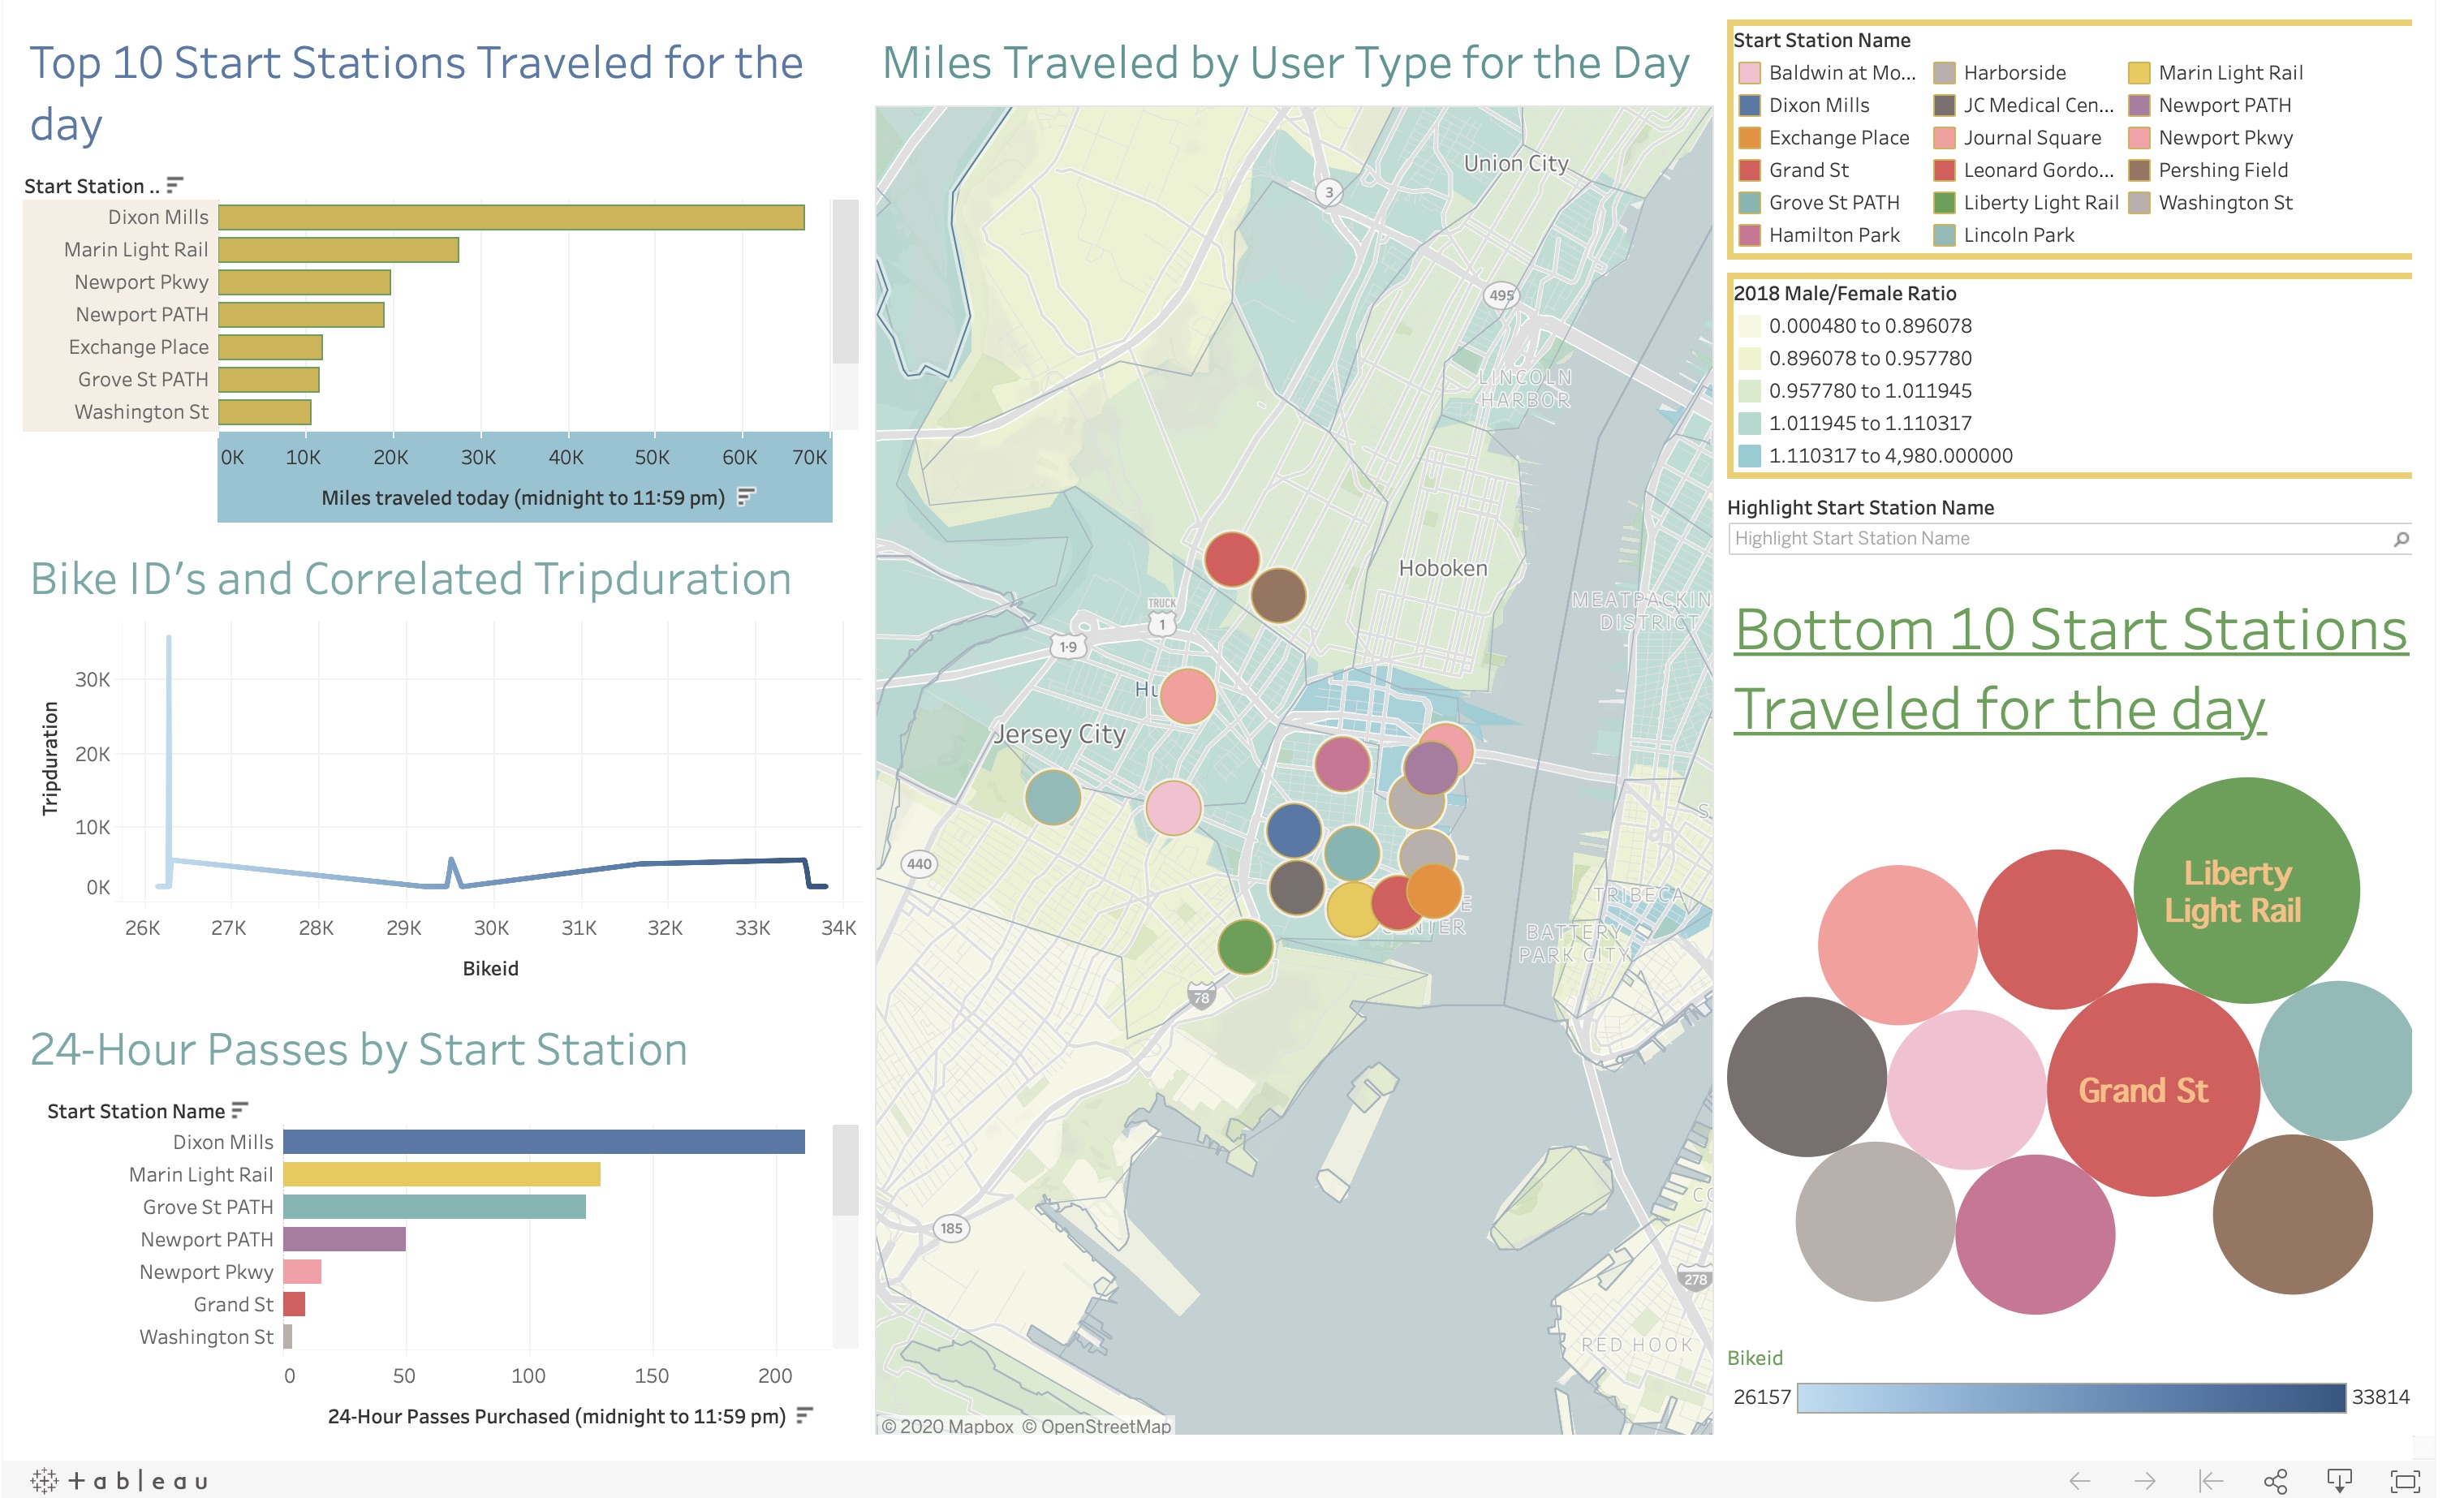 Top 10 Start Stations Traveled for the
day
Start Station ..
Dixon Mills
Marin Light Rail
Newport Pkwy
Newport PATH
Exchange Place
Grove St PATH
Washington St
0K 10K 20K 30K 40K 50K 60K 70K
Miles traveled today (midnight to 11:59 pm)
Bike ID's and Correlated Tripduration
Tripduration
30K
20K
10K
0K
26K 27K 28K 29K 30K 31K 32K 33K 34K
Bikeid
24-Hour Passes by Start Station
Start Station Name
Dixon Mills
Marin Light Rail
Grove St PATH
Newport PATH
Newport Pkwy
Grand St
Washington St
0 50 100 150 200
24-Hour Passes Purchased (midnight to 11:59 pm)
Miles Traveled by User Type for the Day
Union City
3
495
LINCOLN
HARBOR
Hoboken
MEATPACKIN
DISTRICT
TRUCK
1
1-9
Hu
Jersey City
S
440
E
TRIBECA
NTER
BATTERY
PARK CITY
78
CO
185
278
RED HOOK
© 2020 Mapbox © OpenStreetMap
Start Station Name
Baldwin at Mo... Harborside Marin Light Rail
Dixon Mills JC Medical Cen... Newport PATH
Exchange Place Journal Square Newport Pkwy
Grand St Leonard Gordo... Pershing Field
Grove St PATH Liberty Light Rail Washington St
Hamilton Park Lincoln Park
2018 Male/Female Ratio
0.000480 to 0.896078
0.896078 to 0.957780
0.957780 to 1.011945
1.011945 to 1.110317
1.110317 to 4,980.000000
Highlight Start Station Name
Highlight Start Station Name
Bottom 10 Start Stations
Traveled for the day
Liberty
Light Rail
Grand St
Bikeid
26157 33814
+ a b l e a u